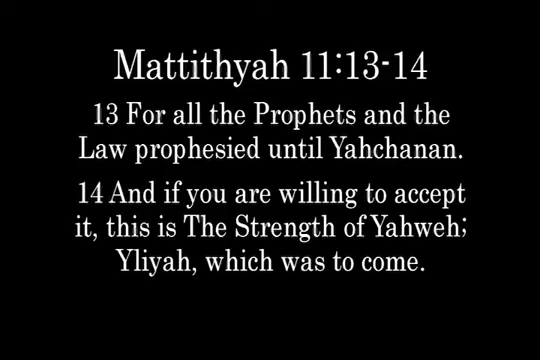 Mattithyah 11:13-14
13 For all the Prophets and the
Law prophesied until Yahchanan.
14 And if you are willing to accept
it, this is The Strength of Yahweh;
Yliyah, which was to come.